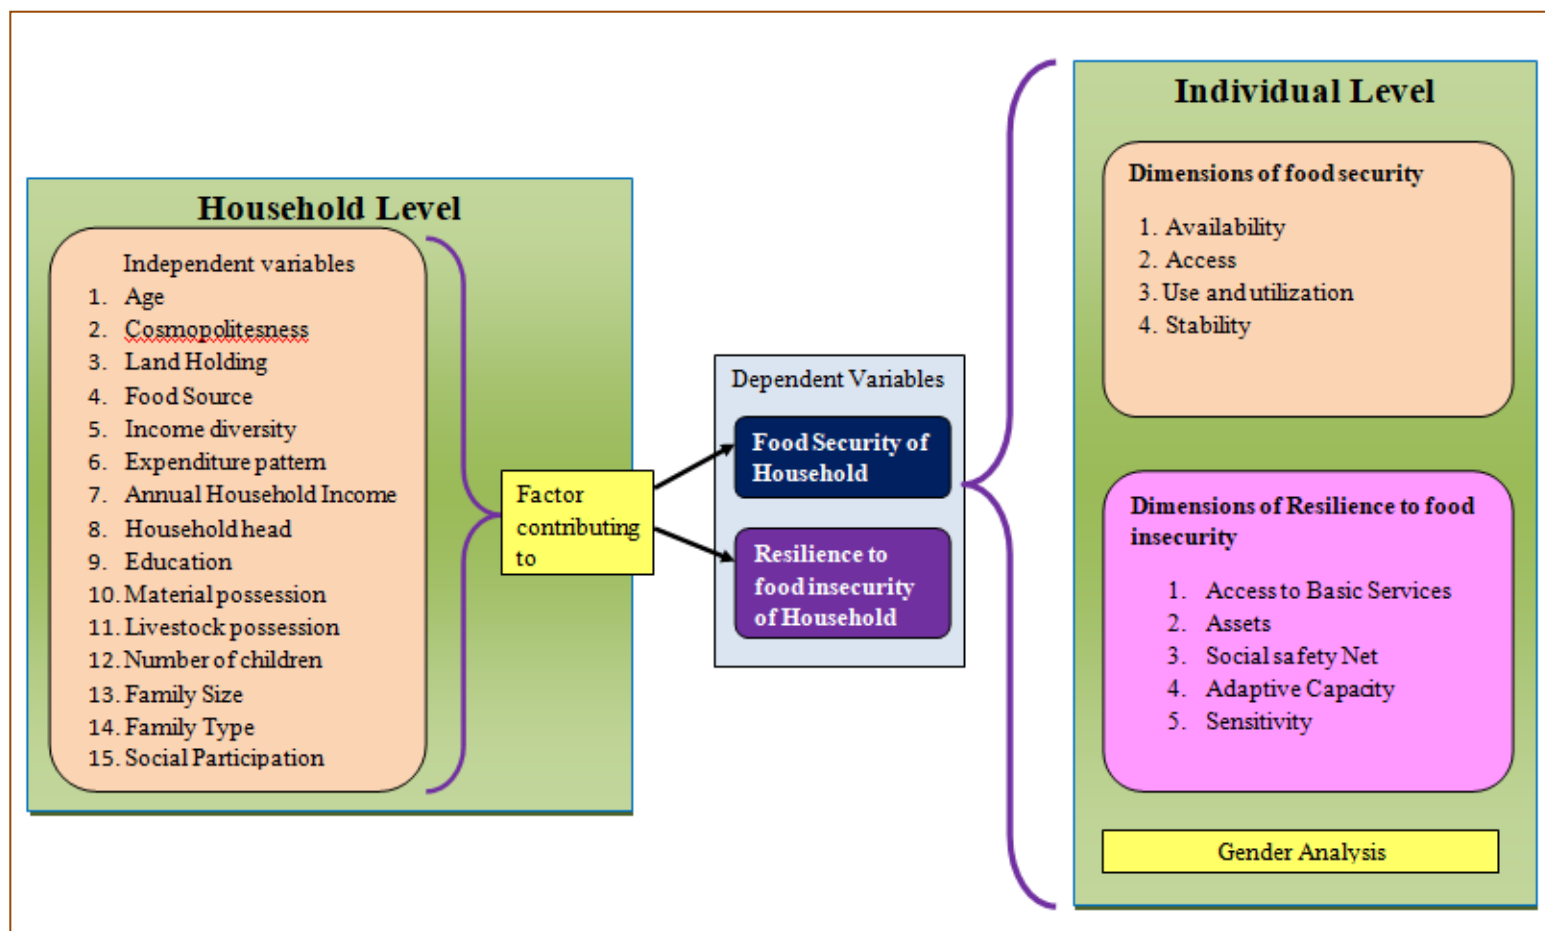 Household Level
Independent variables
1. Age
2. Cosmopolitesness
3. Land Holding
4. Food Source
5. Income diversity
6. Expenditure pattern
7. Annual Household Income
8. Household head
9. Education
10. Material possession
11. Livestock possession
12. Number of children
13. Family Size
14. Family Type
15. Social Participation
Factor
contributing
to
Dependent Variables
Food Security of
Household
Resilience to
food insecurity
of Household
Individual Level
Dimensions of food security
1. Availability
2. Access
3. Use and utilization
4. Stability
Dimensions of Resilience to food
insecurity
1. Access to Basic Services
2. Assets
3. Social safety Net
4. Adaptive Capacity
5. Sensitivity
Gender Analysis